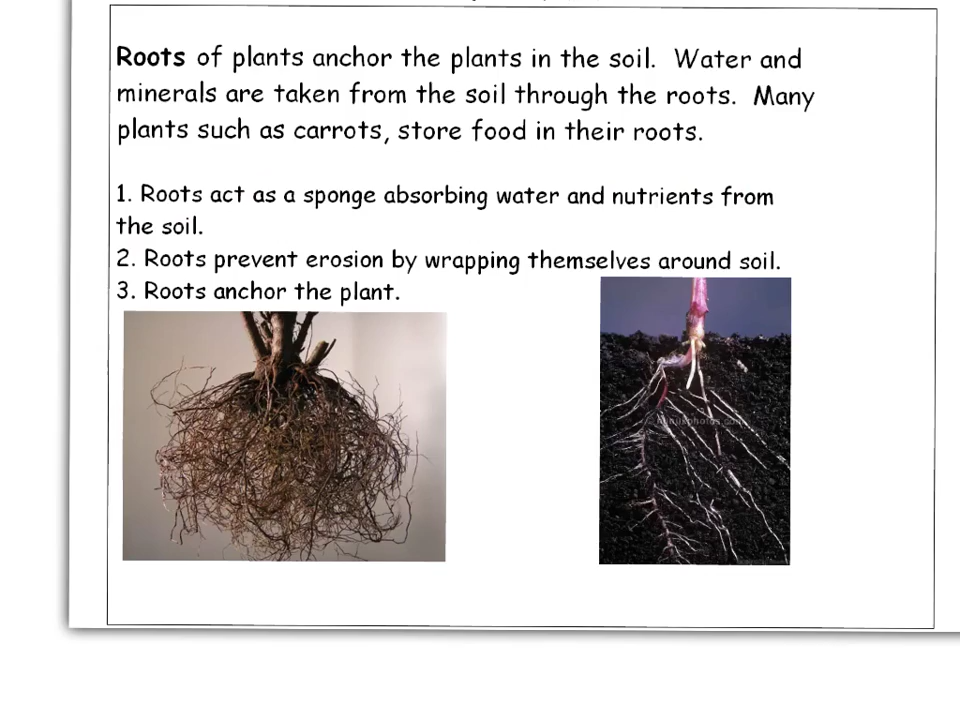 Roots of plants anchor the plants in the soil. Water and
minerals are taken from the soil through the roots. Many
plants such as carrots, store food in their roots.
1. Roots act as a sponge absorbing water and nutrients from
the soil.
2. Roots prevent erosion by wrapping themselves around soil.
3. Roots anchor the plant.